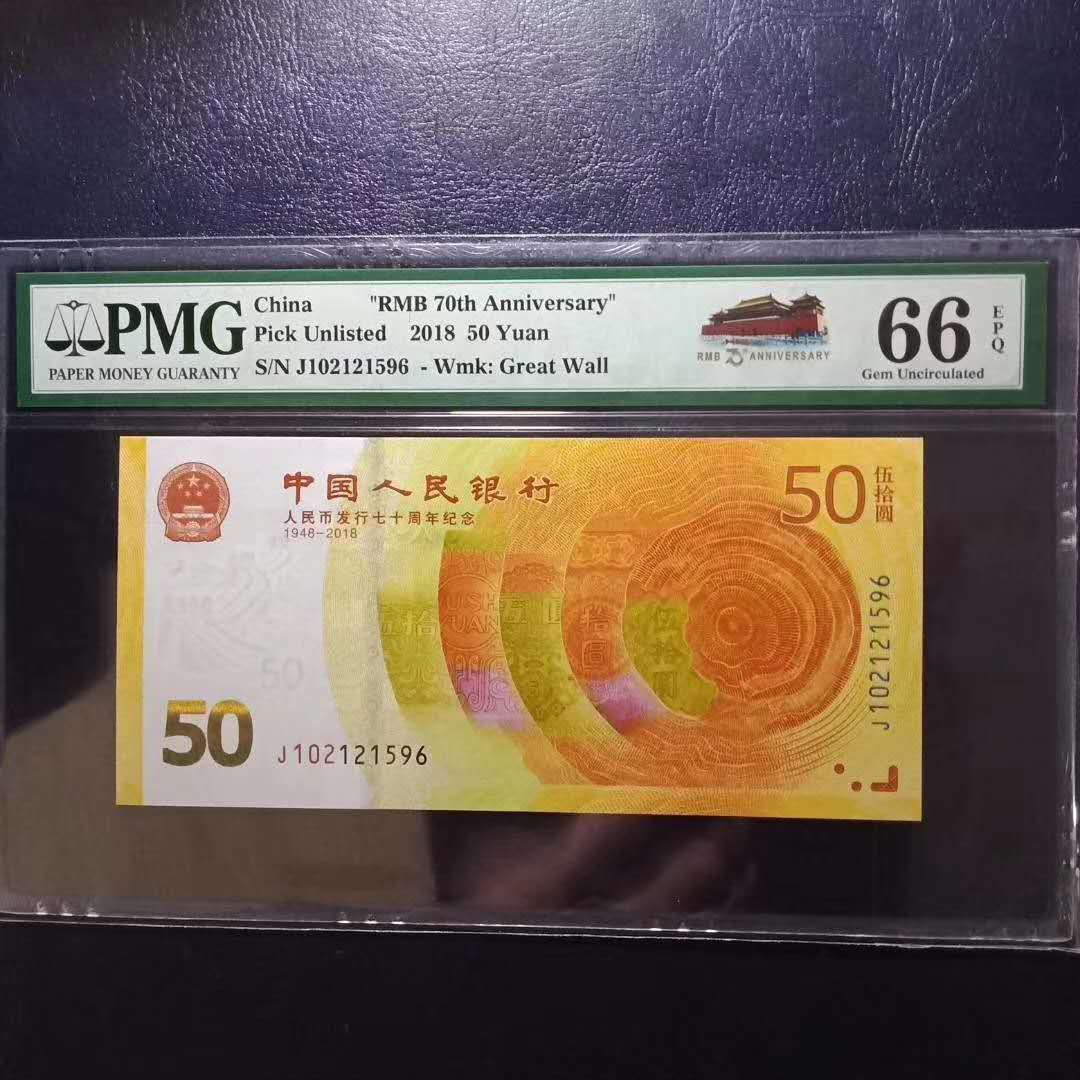 PMG
PAPER MONEY GUARANTY
China "RMB 70th Anniversary"
Pick Unlisted 2018 50 Yuan
S/N J102121596 - Wmk: Great Wall
RMB 70 ANNIVERSARY
66
EPQ
Gem Uncirculated
中国人民银行
人民币发行七十周年纪念
1948-2018
50
伍拾圆
50
50
J102121596
J102121596